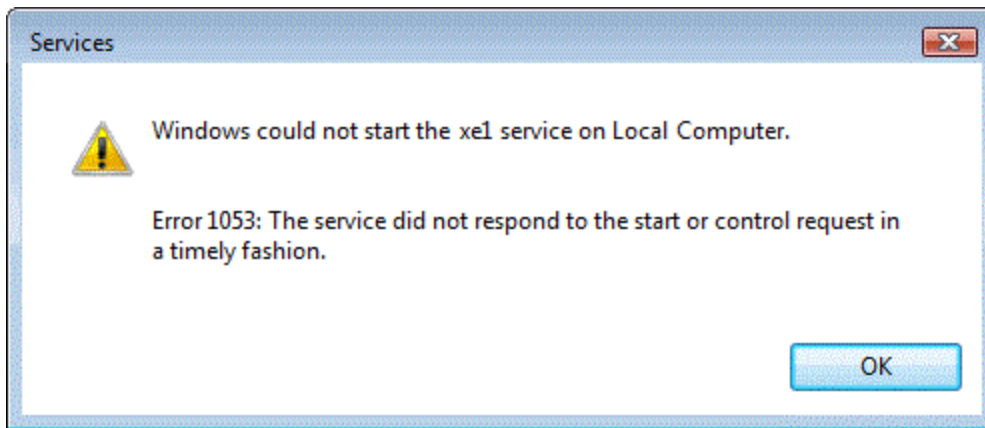 Services
Windows could not start the xe1 service on Local Computer.
Error 1053: The service did not respond to the start or control request in
a timely fashion.
OK